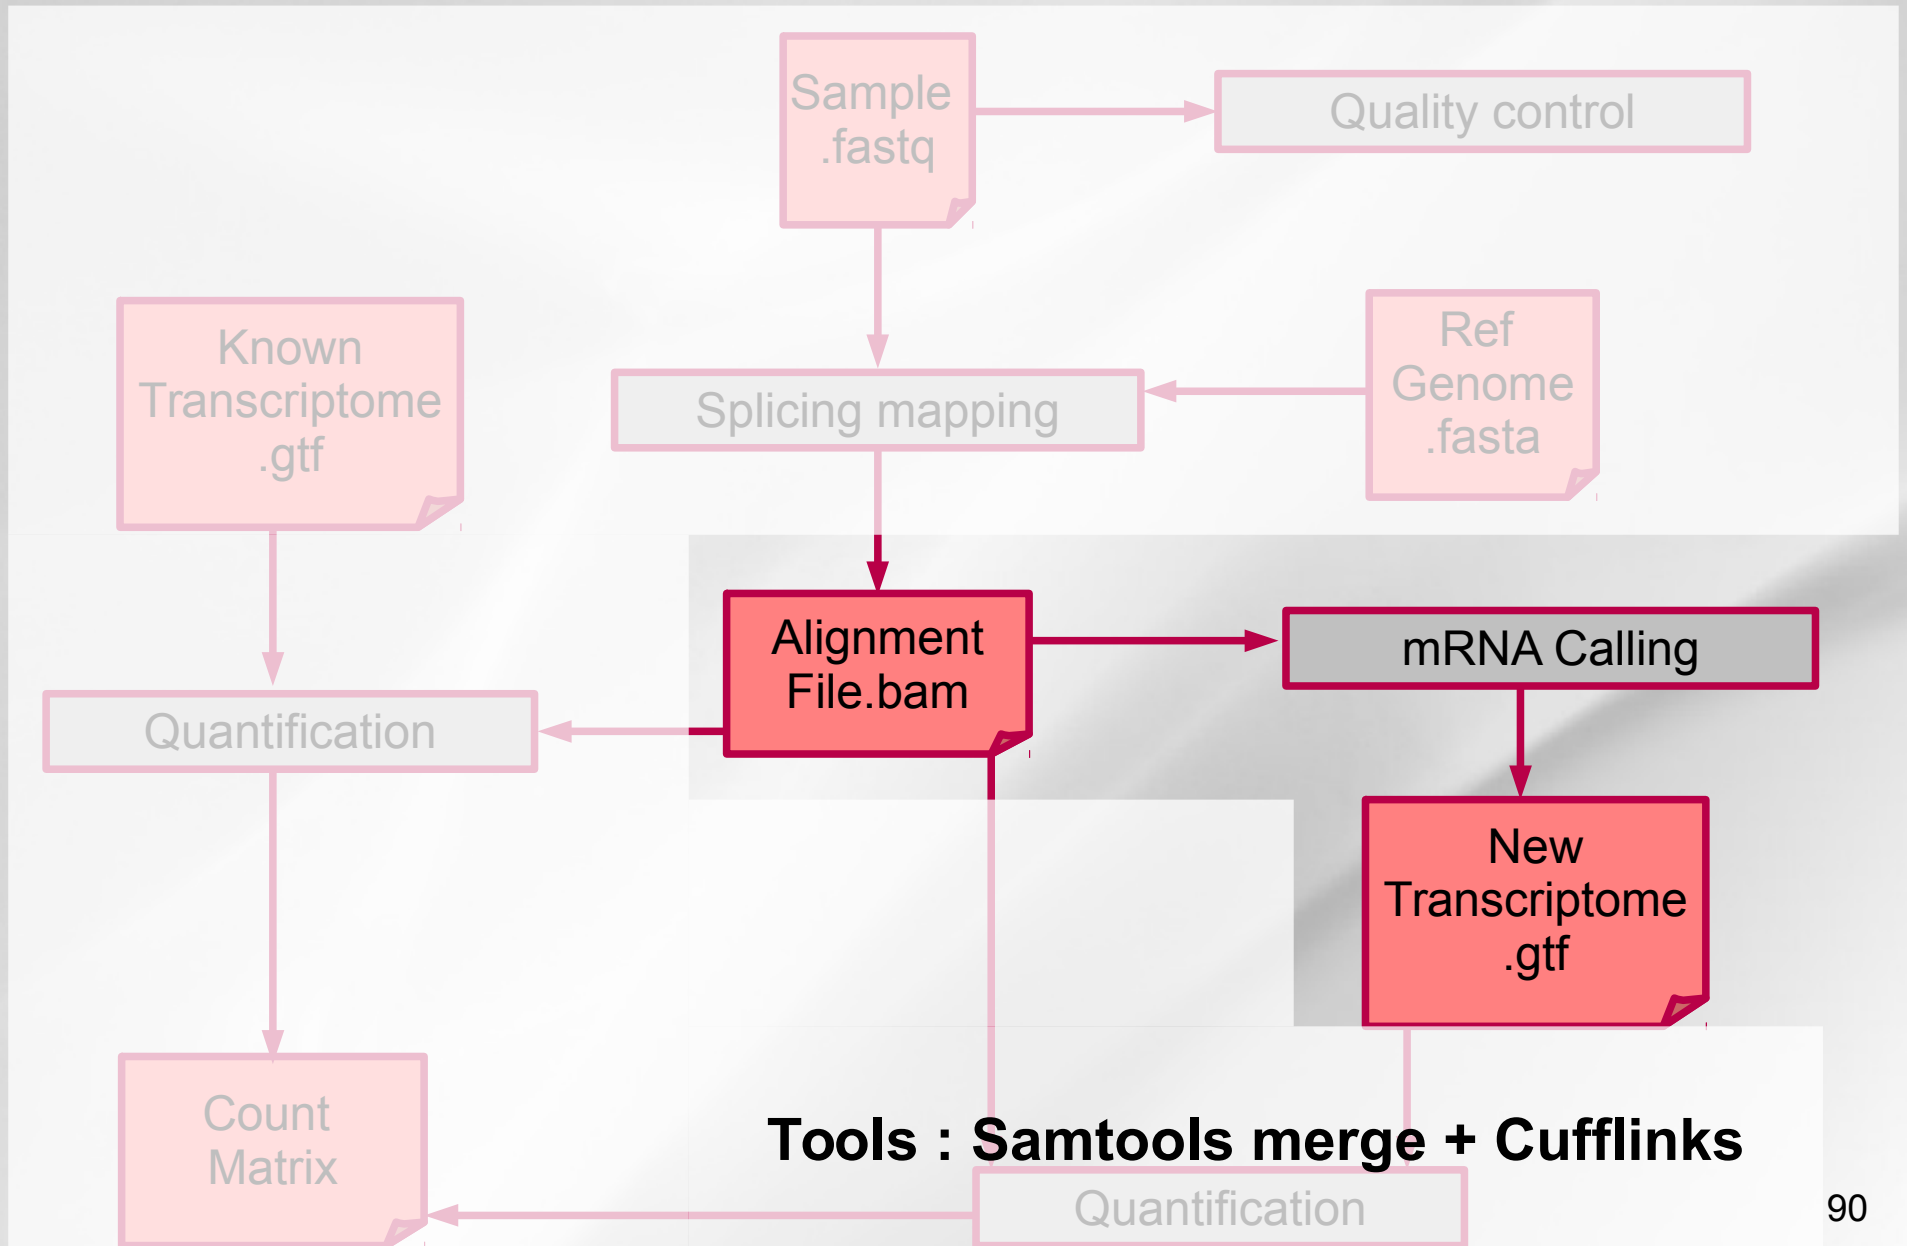 Sample
.fastq
Quality control
Known
Transcriptome
.gtf
Ref
Genome
.fasta
Splicing mapping
Alignment
File.bam
mRNA Calling
Quantification
New
Transcriptome
.gtf
Count
Matrix
Tools : Samtools merge + Cufflinks
Quantification
90